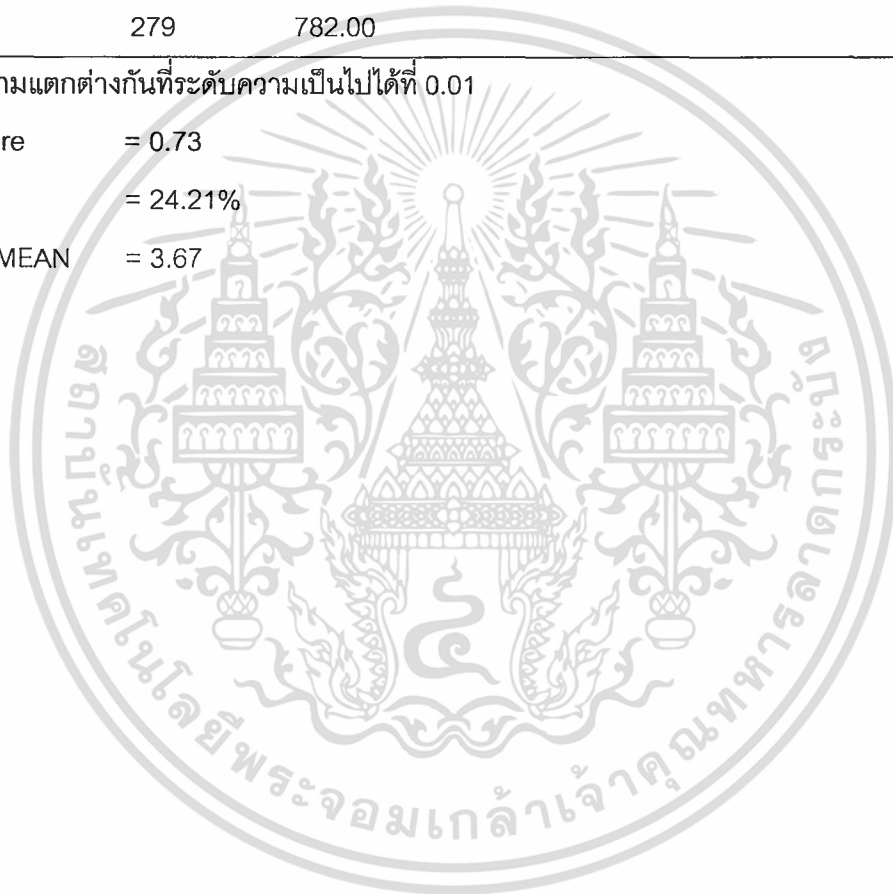 279 782.00
ามแตกต่างกันที่ระดับความเป็นไปได้ที่ 0.01
re = 0.73
= 24.21%
MEAN = 3.67
สถาบันเทคโนโลยีพระจอมเกล้าเจ้าคุณทหารลาดกระบัง